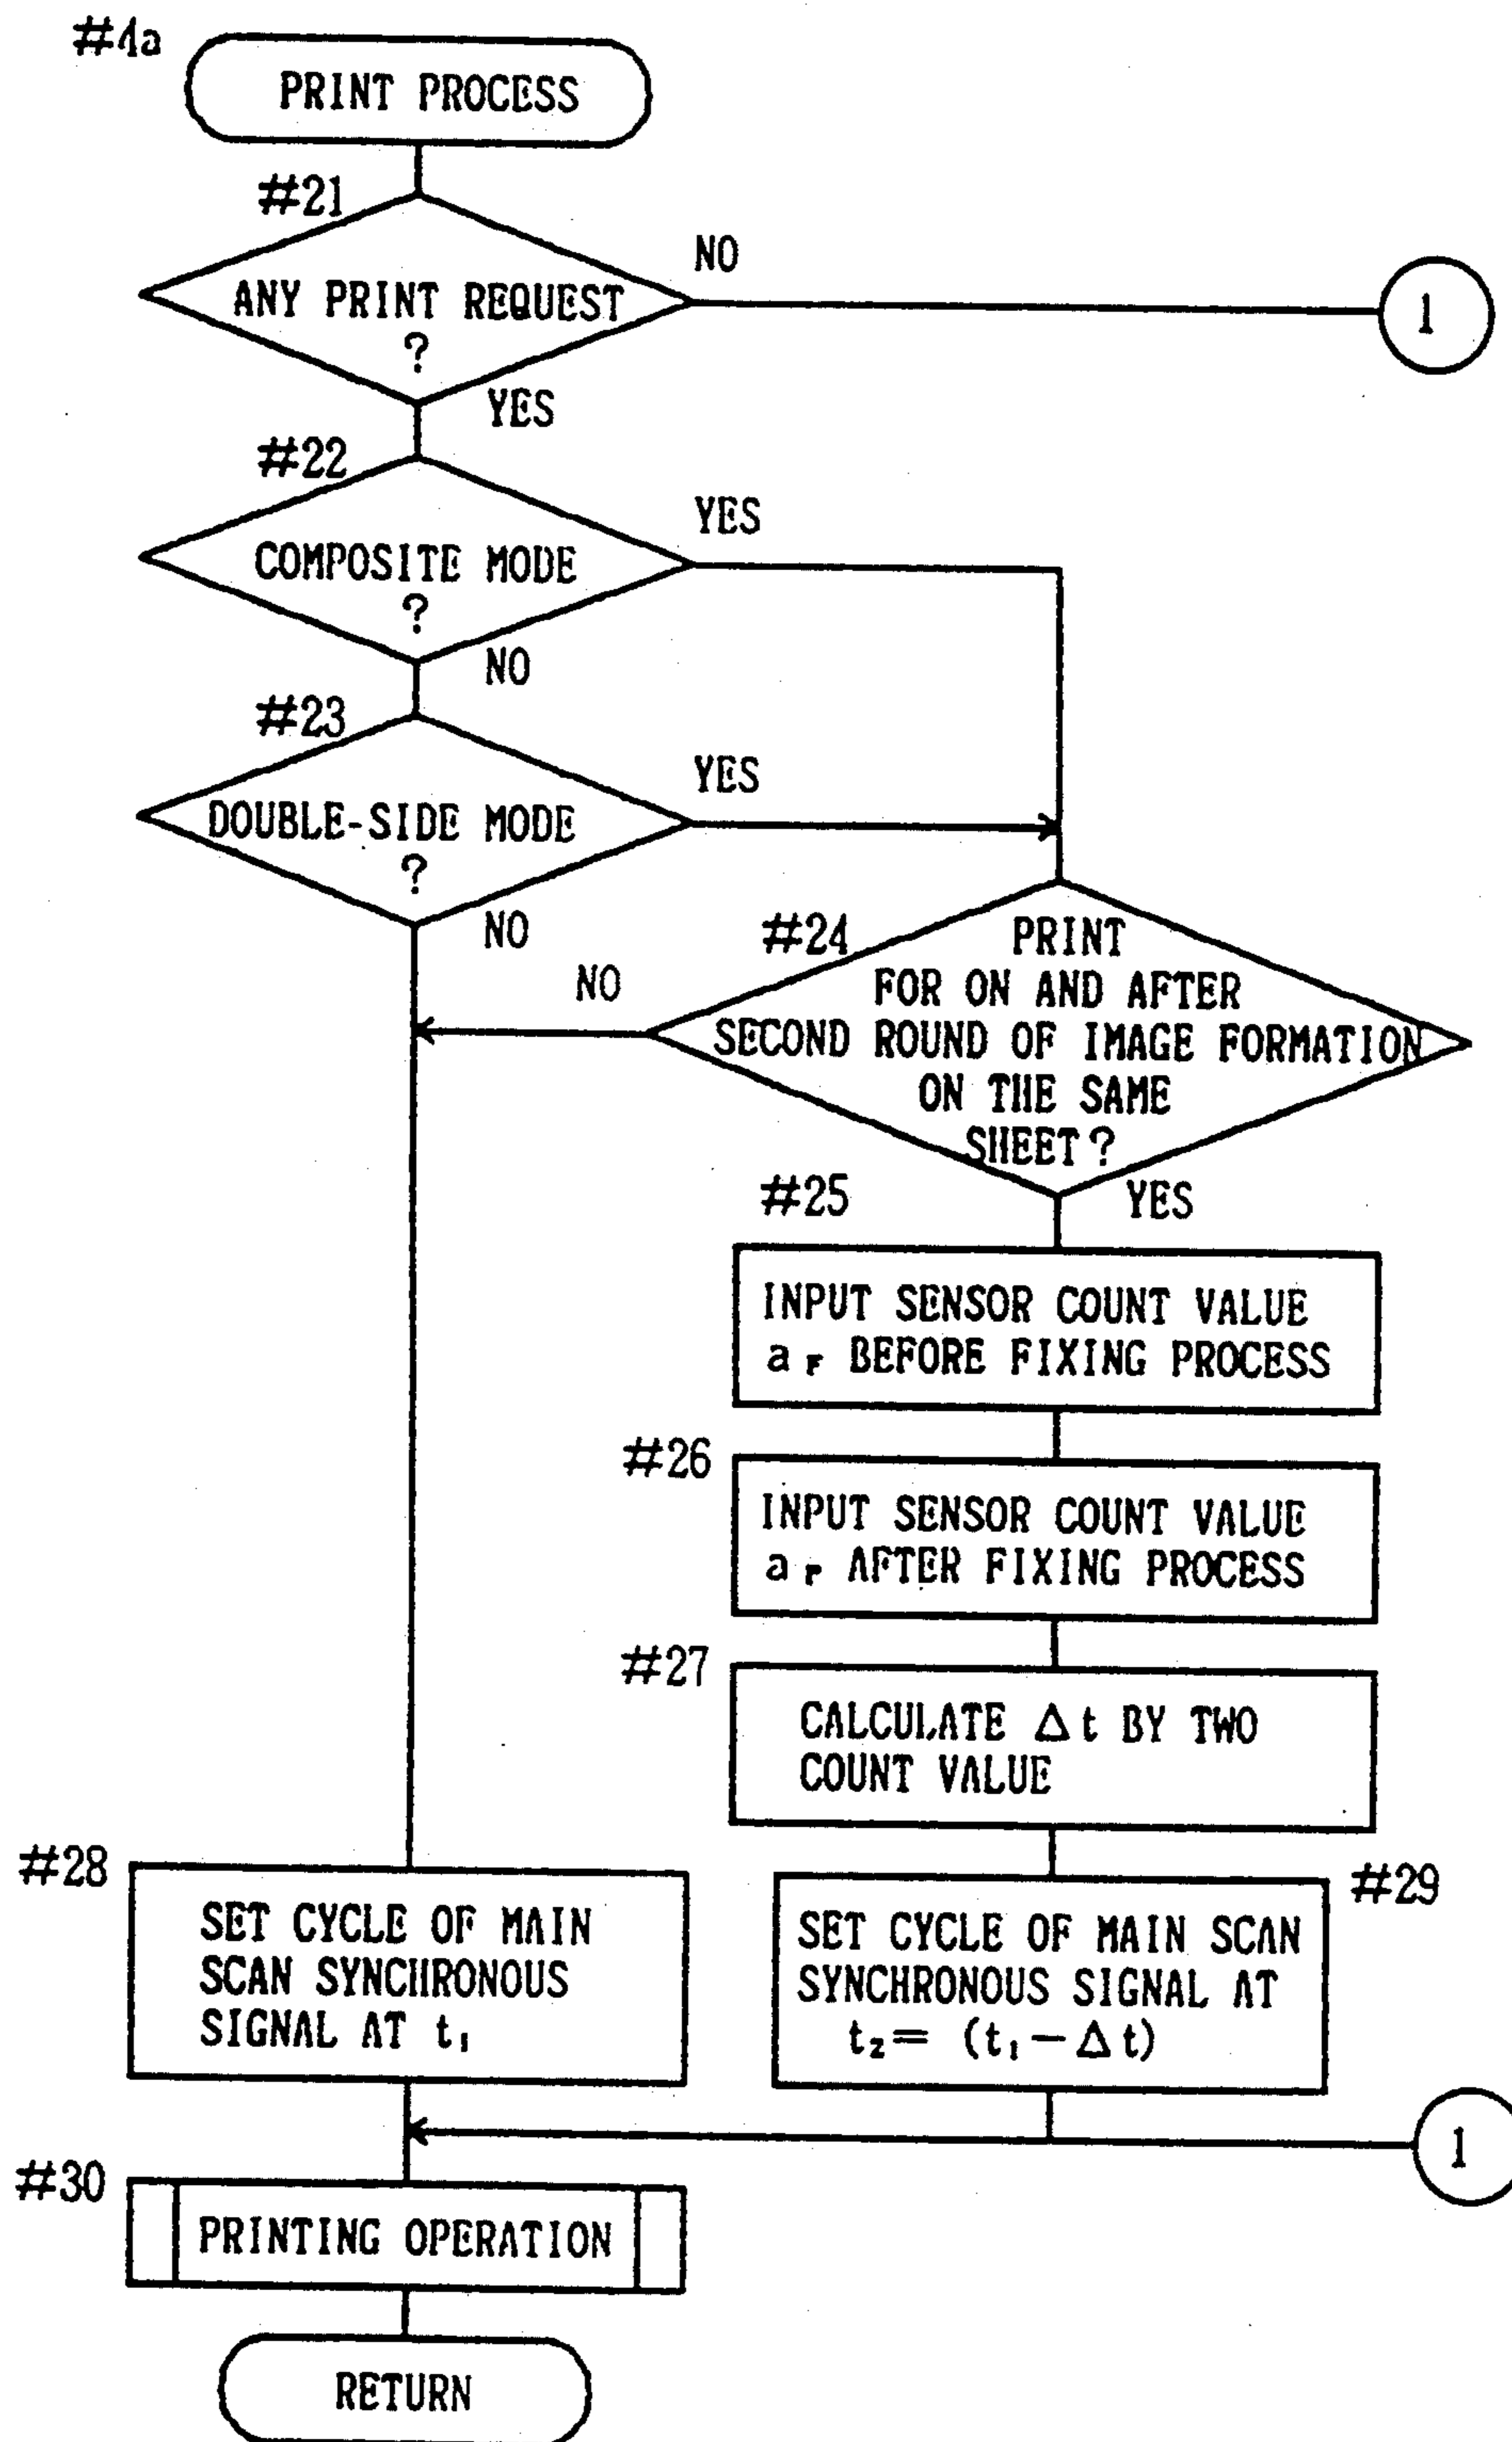 #4a
PRINT PROCESS
#21
ANY PRINT REQUEST
?
NO
1
YES
#22
COMPOSITE MODE
?
YES
NO
#23
DOUBLE-SIDE MODE
?
YES
NO
#24
PRINT
FOR ON AND AFTER
SECOND ROUND OF IMAGE FORMATION
ON THE SAME
SHEET?
NO
YES
#25
INPUT SENSOR COUNT VALUE
aF BEFORE FIXING PROCESS
#26
INPUT SENSOR COUNT VALUE
aP AFTER FIXING PROCESS
#27
CALCULATE Δt BY TWO
COUNT VALUE
#28
SET CYCLE OF MAIN
SCAN SYNCHRONOUS
SIGNAL AT t₁
#29
SET CYCLE OF MAIN SCAN
SYNCHRONOUS SIGNAL AT
t₂= (t₁−Δt)
1
#30
PRINTING OPERATION
RETURN